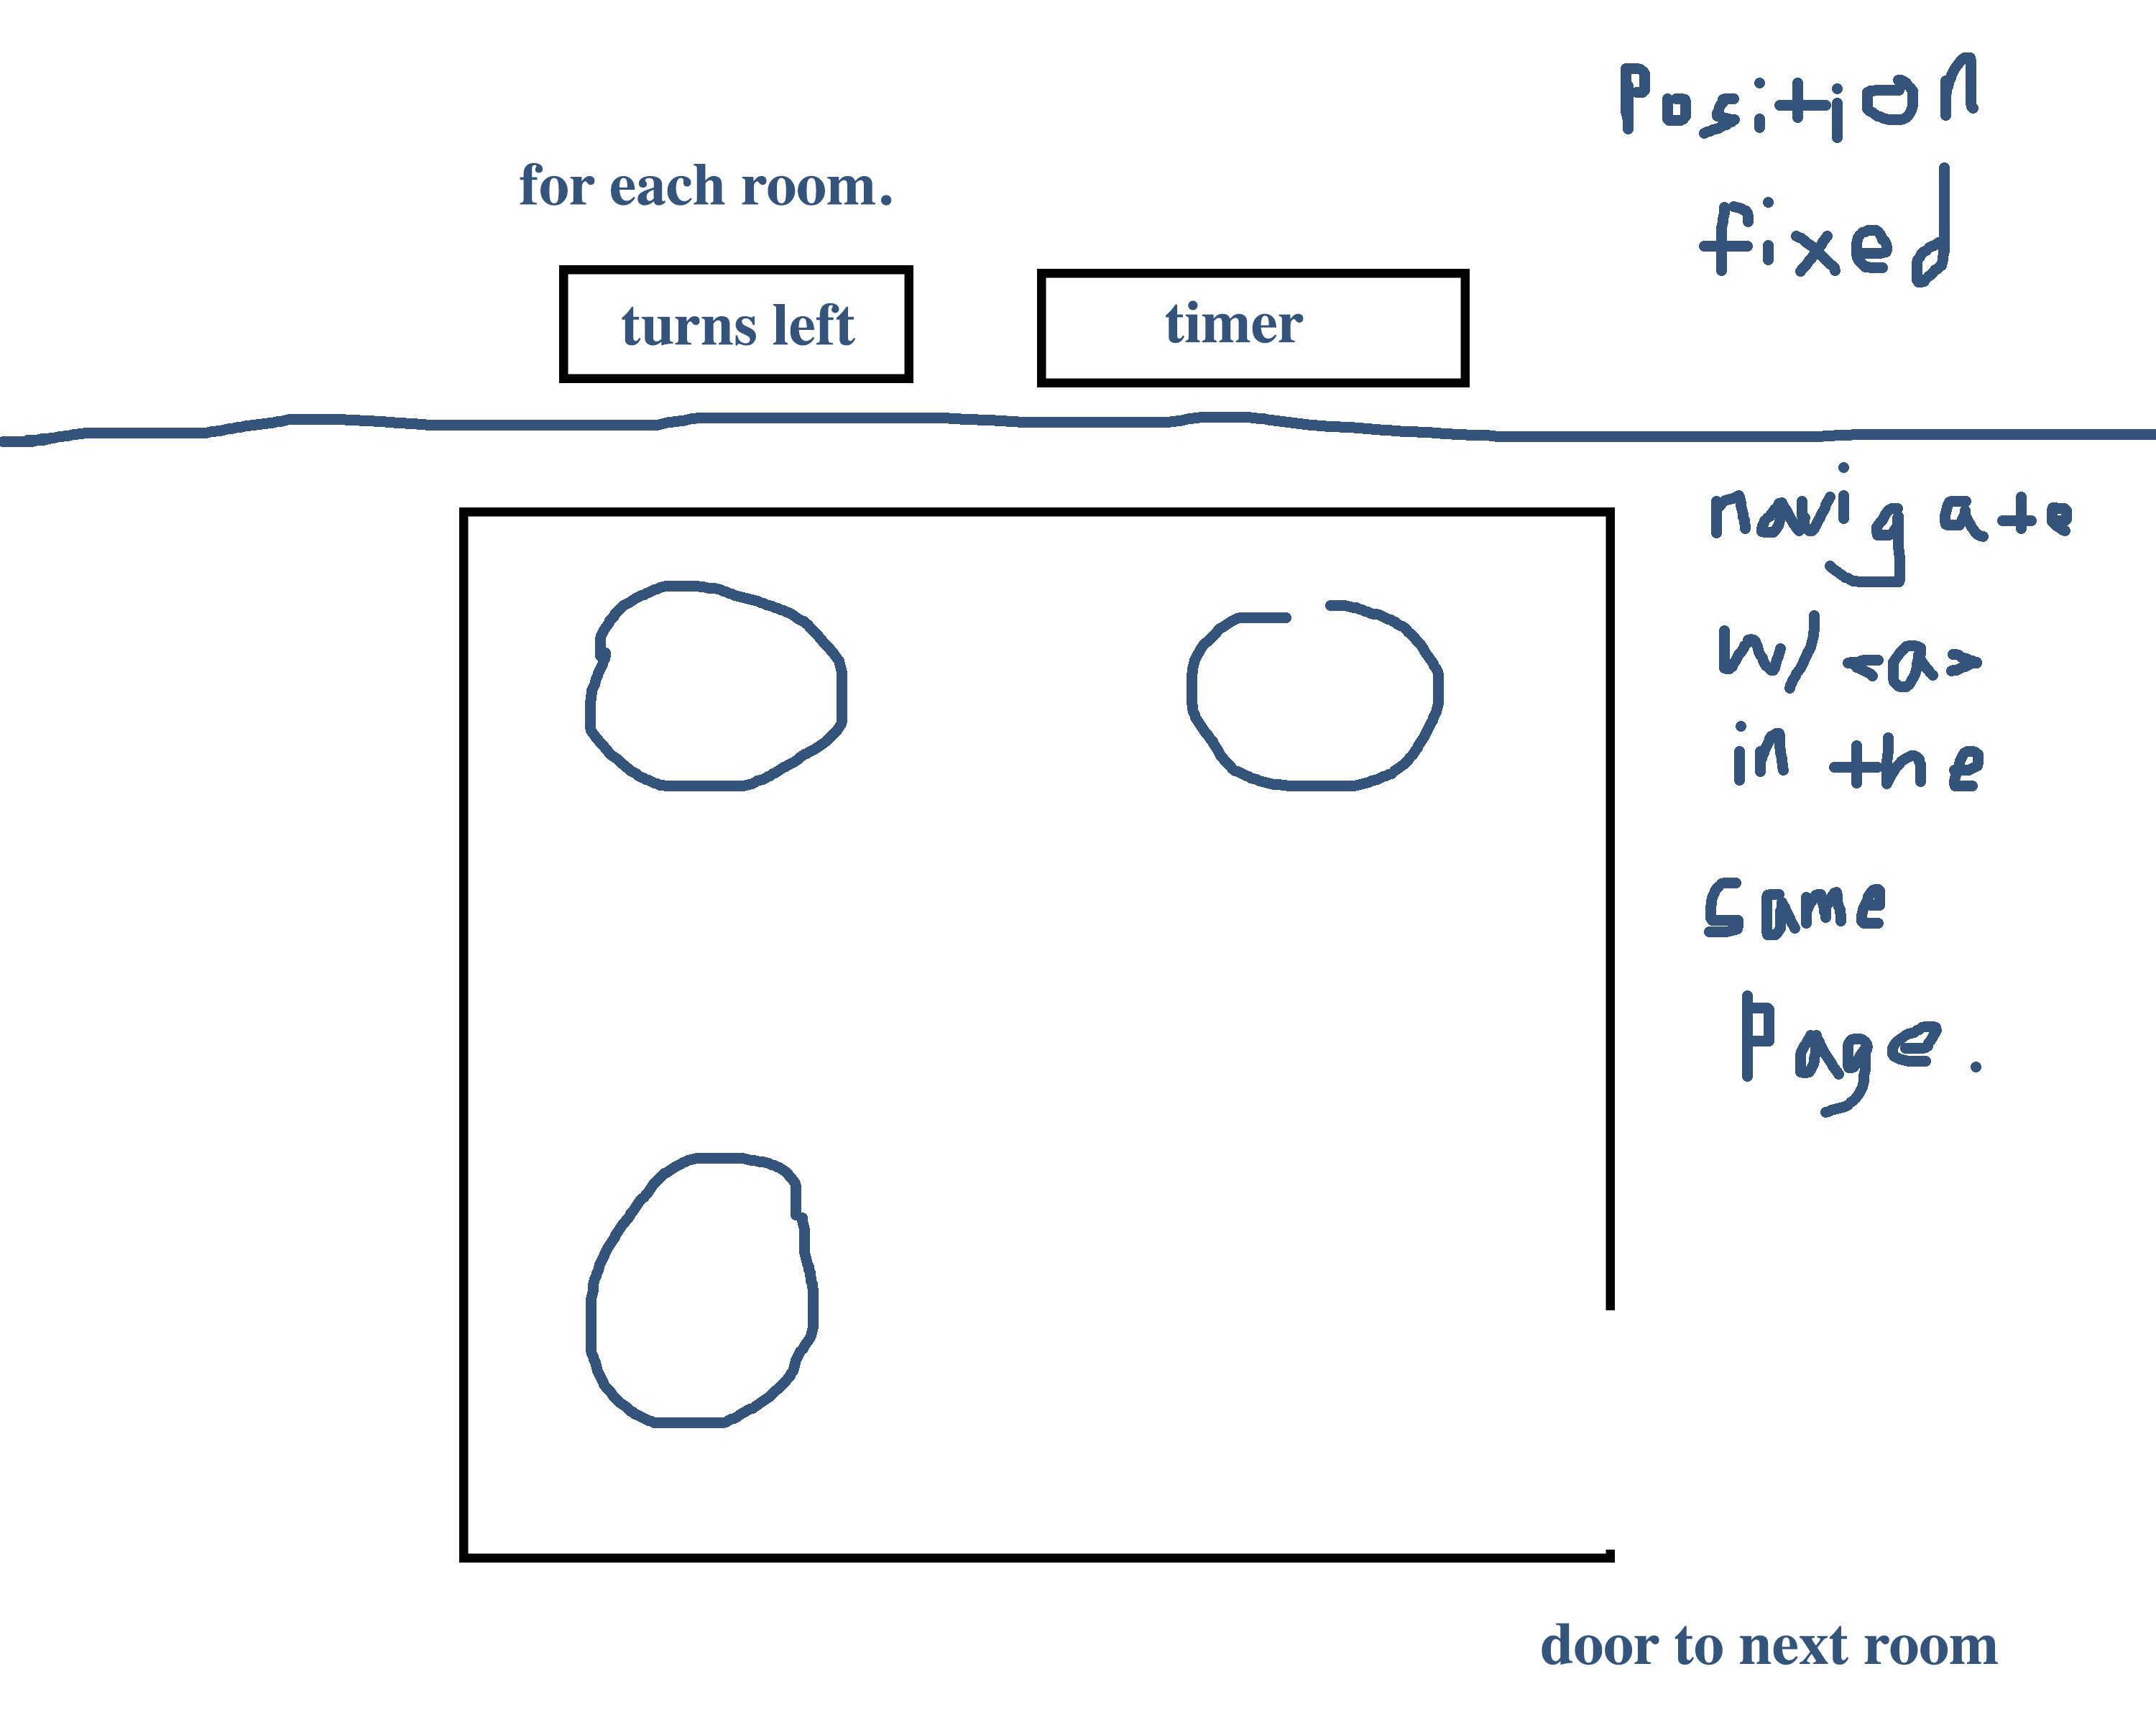 Position
fixed
for each room.
turns left
timer
navigate
w/ <a>
in the
same
Page.
door to next room